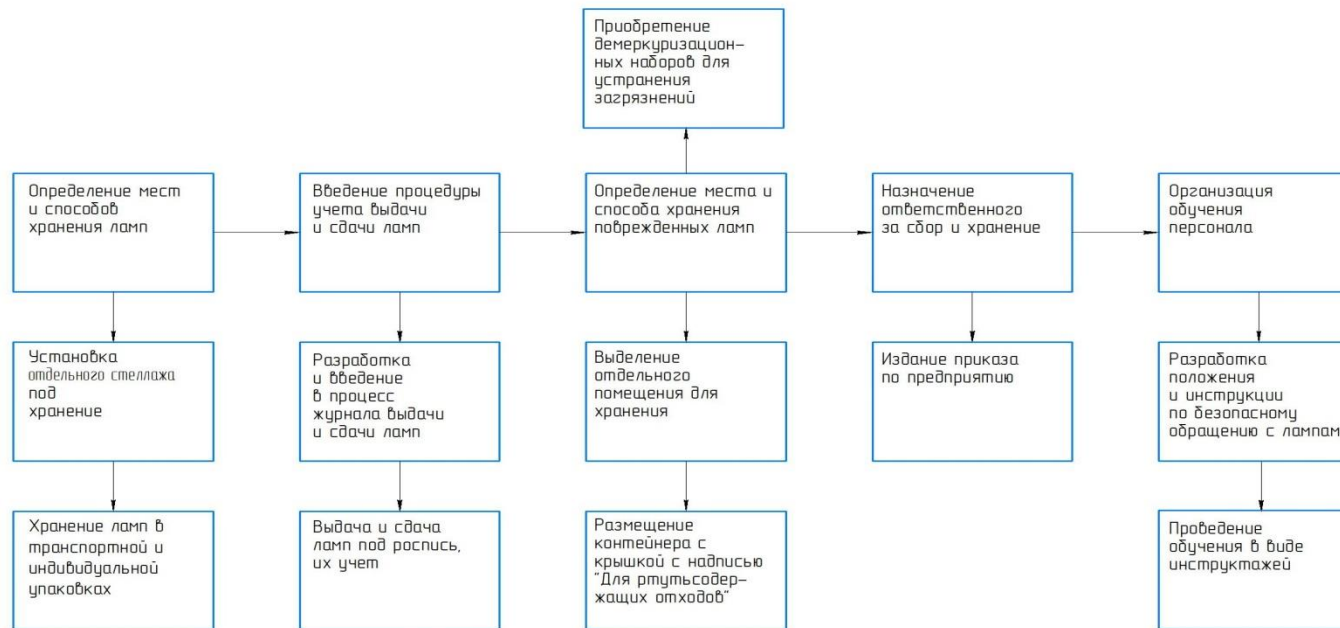 Приобретение
демеркуризацион-
ных наборов для
устранения
загрязнений
Определение мест
и способов
хранения ламп
Введение процедуры
учета выдачи
и сдачи ламп
Определение места и
способа хранения
поврежденных ламп
Назначение
ответственного
за сбор и хранение
Организация
обучения
персонала
Установка
отдельного стеллажа
под
хранение
Разработка
и введение
в процесс
журнала выдачи
и сдачи ламп
Выделение
отдельного
помещения для
хранения
Издание приказа
по предприятию
Разработка
положения
и инструкции
по безопасному
обращению с лампам
Хранение ламп в
транспортной и
индивидуальной
упаковках
Выдача и сдача
ламп под роспись,
их учет
Размещение
контейнера с
крышкой с надписью
"Для ртутьсодер-
жащих отходов"
Проведение
обучения в виде
инструктажей